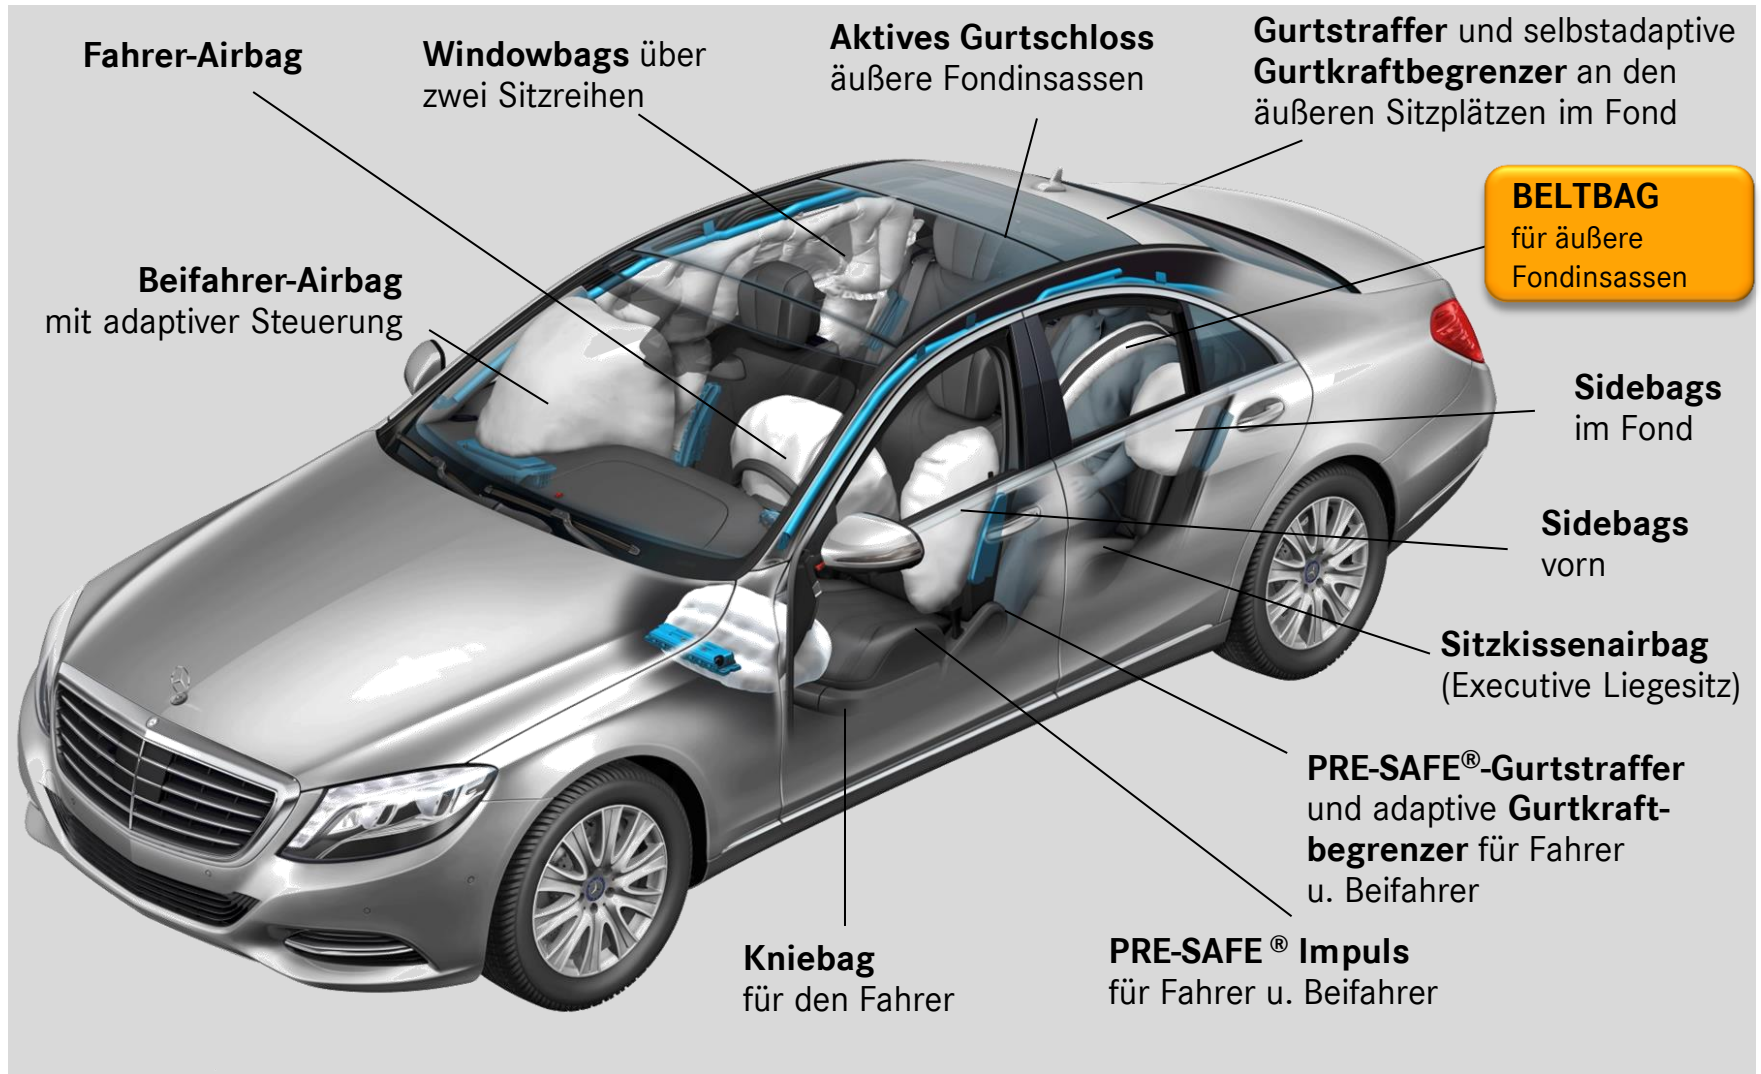 Fahrer-Airbag
Windowbags über
zwei Sitzreihen
Aktives Gurtschloss
äußere Fondinsassen
Gurtstraffer und selbstadaptive
Gurtkraftbegrenzer an den
äußeren Sitzplätzen im Fond
BELTBAG
für äußere
Fondinsassen
Beifahrer-Airbag
mit adaptiver Steuerung
Sidebags
im Fond
Sidebags
vorn
Sitzkissenairbag
(Executive Liegesitz)
PRE-SAFE®-Gurtstraffer
und adaptive Gurtkraft-
begrenzer für Fahrer
u. Beifahrer
PRE-SAFE ® Impuls
für Fahrer u. Beifahrer
Kniebag
für den Fahrer